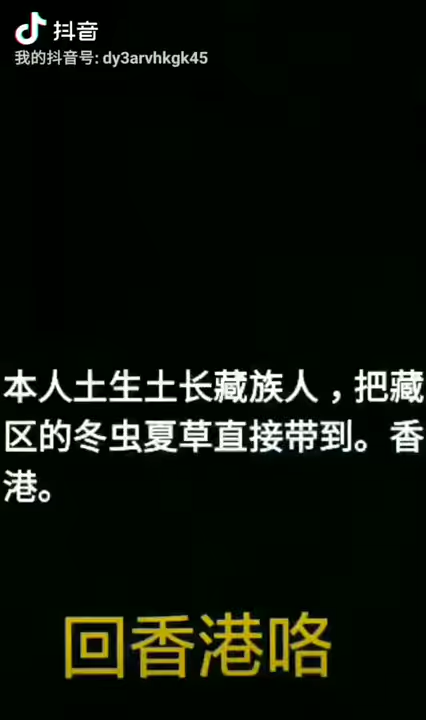 抖音
我的抖音号: dy3arvhkgk45
本人土生土长藏族人，把藏
区的冬虫夏草直接带到。香
港。
回香港咯